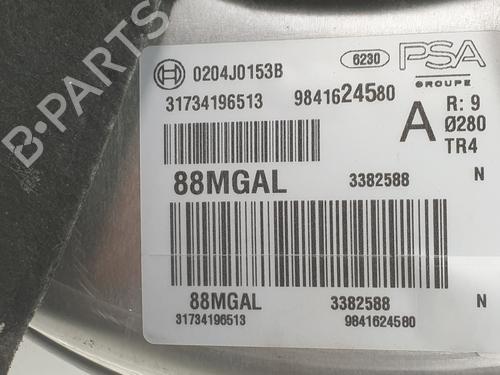 0204J0153B 6230 PSA
GROUPE
31734196513 9841624580
A R: 9
Ø280
TR4
88MGAL 3382588 N
88MGAL 3382588 N
31734196513 9841624580
B-PARTS